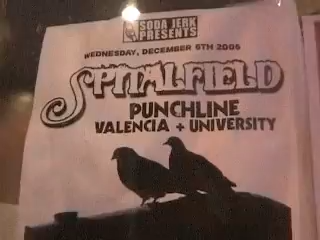 SODA JERK
PRESENTS
WEDNESDAY, DECEMBER 6TH 2006
SPITALFIELD
PUNCHLINE
VALENCIA + UNIVERSITY